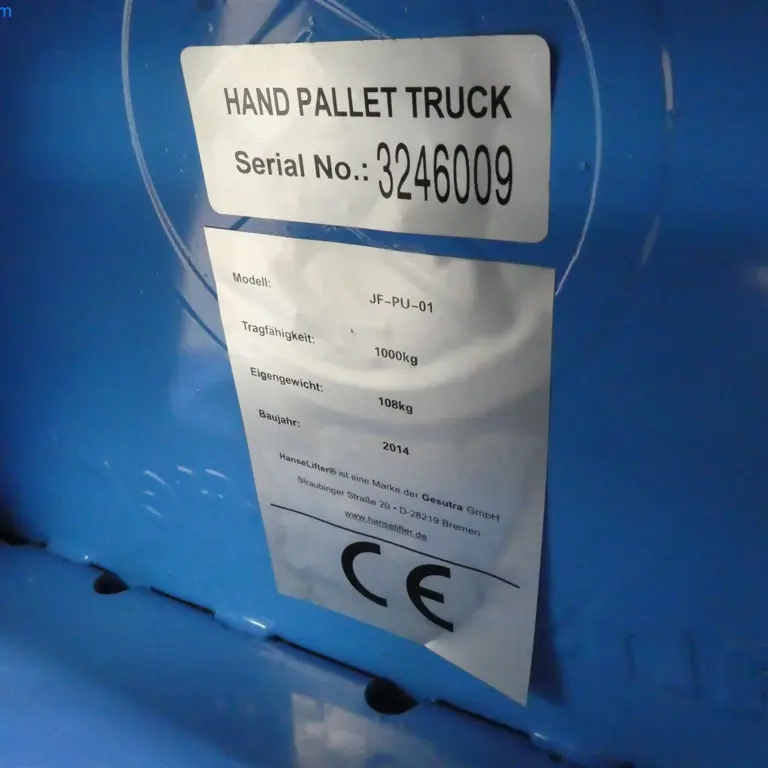 m
HAND PALLET TRUCK
Serial No.: 3246009
Modell: JF-PU-01
Tragfähigkeit: 1000kg
Eigengewicht: 108kg
Baujahr: 2014
HanseLifter® ist eine Marke der Gesutra GmbH
Straubinger Straße 20 • D-28219 Bremen
www.hanselifter.de
CE